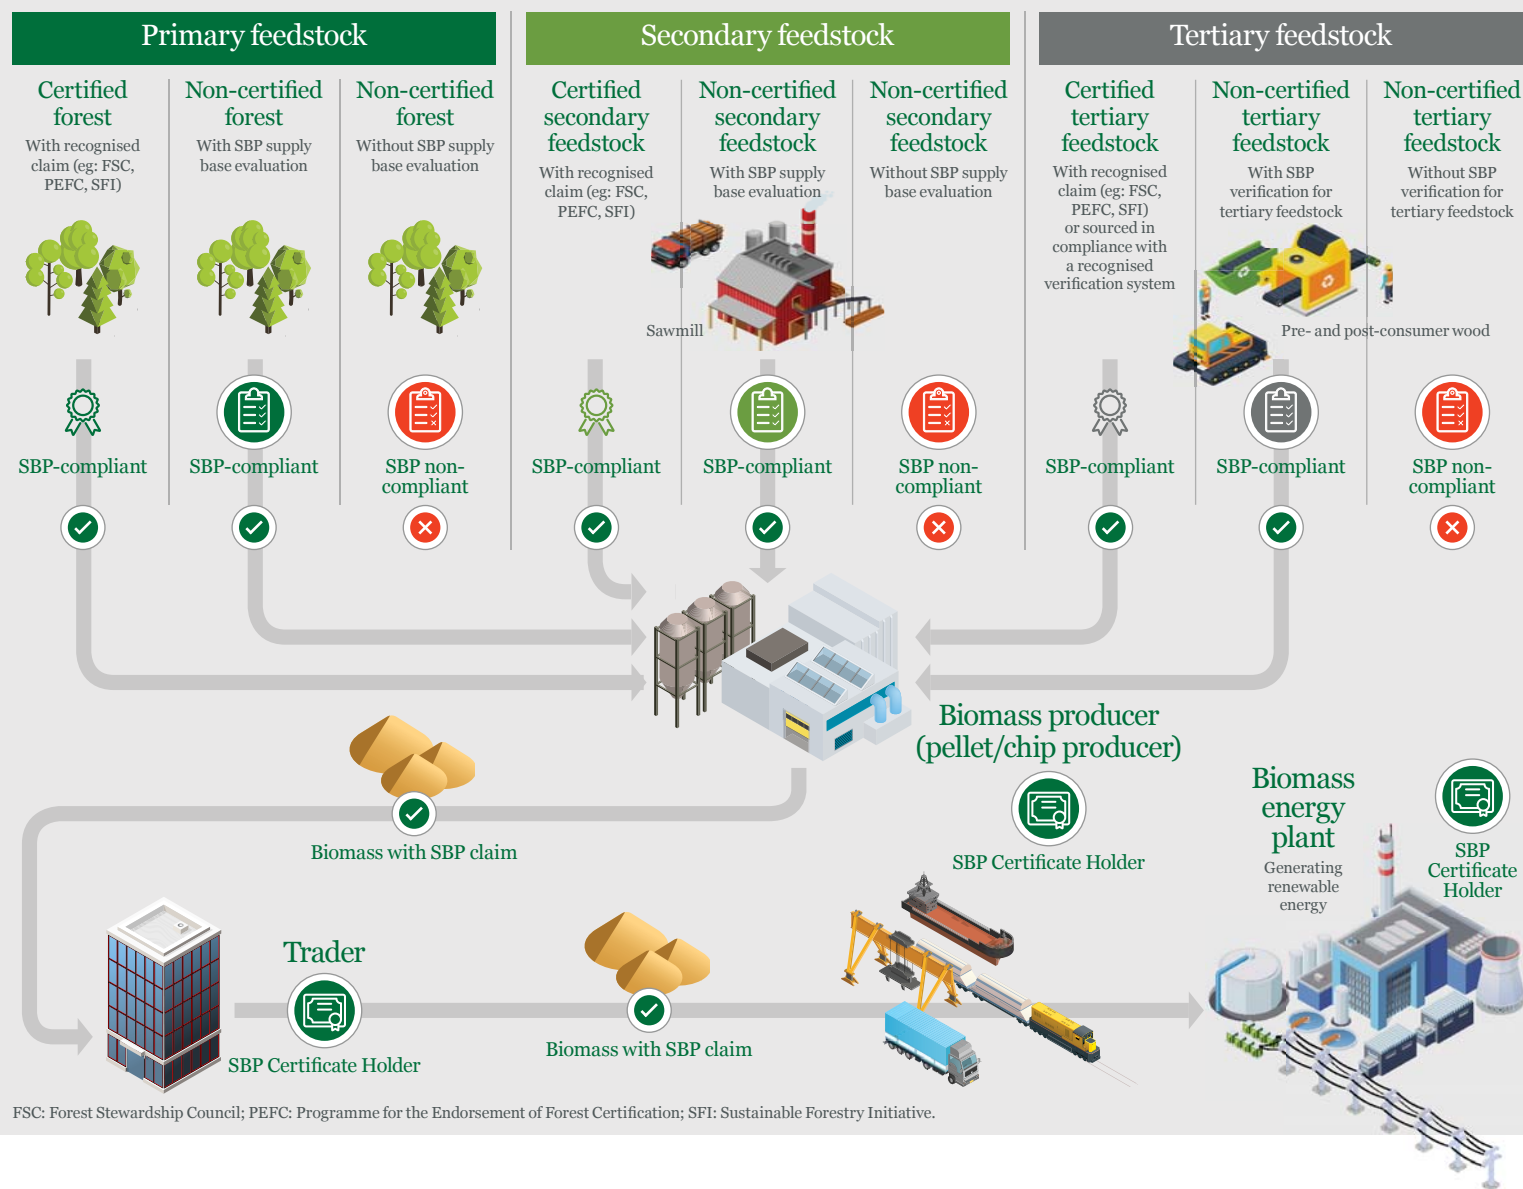 Primary feedstock
Secondary feedstock
Tertiary feedstock
Certified
forest
With recognised
claim (eg: FSC,
PEFC, SFI)
Non-certified
forest
With SBP supply
base evaluation
Non-certified
forest
Without SBP supply
base evaluation
Certified
secondary
feedstock
With recognised
claim (eg: FSC,
PEFC, SFI)
Non-certified
secondary
feedstock
With SBP supply
base evaluation
Non-certified
secondary
feedstock
Without SBP supply
base evaluation
Certified
tertiary
feedstock
With recognised
claim (eg: FSC,
PEFC, SFI)
or sourced in
compliance with
a recognised
verification system
Non-certified
tertiary
feedstock
With SBP
verification for
tertiary feedstock
Non-certified
tertiary
feedstock
Without SBP
verification for
tertiary feedstock
Sawmill
Pre- and post-consumer wood
SBP-compliant
SBP-compliant
SBP non-
compliant
SBP-compliant
SBP-compliant
SBP non-
compliant
SBP-compliant
SBP-compliant
SBP non-
compliant
Biomass producer
(pellet/chip producer)
SBP Certificate Holder
Biomass with SBP claim
Biomass
energy
plant
Generating
renewable
energy
SBP
Certificate
Holder
Trader
SBP Certificate Holder
Biomass with SBP claim
FSC: Forest Stewardship Council; PEFC: Programme for the Endorsement of Forest Certification; SFI: Sustainable Forestry Initiative.